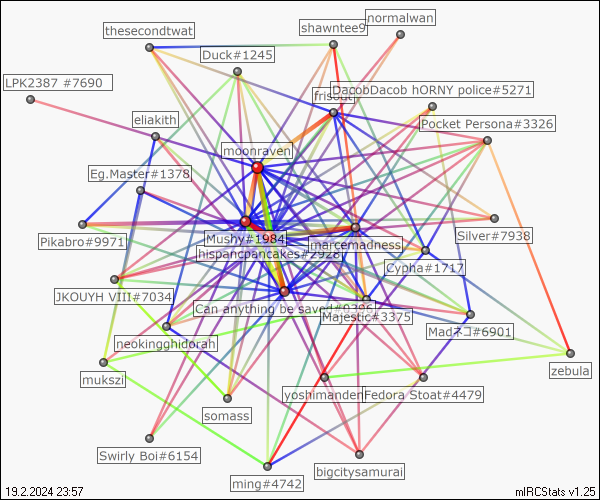 normalwan
shawntee9
thesecondtwat
Duck#1245
LPK2387 #7690
DacobDacob hORNY police#5271
frisout
eliakith
Pocket Persona#3326
moonraven
Eg.Master#1378
Silver#7938
Pikabro#9971
Mushy#1984
marcemadness
hispancpancakes#2928
Cypha#1717
JKOUYH VIII#7034
Can anything be saved#0396
Majestic#3375
Madネコ#6901
neokingghidorah
zebula
mukszi
yoshimanden
Fedora Stoat#4479
somass
Swirly Boi#6154
bigcitysamurai
ming#4742
19.2.2024 23:57
mIRCStats v1.25